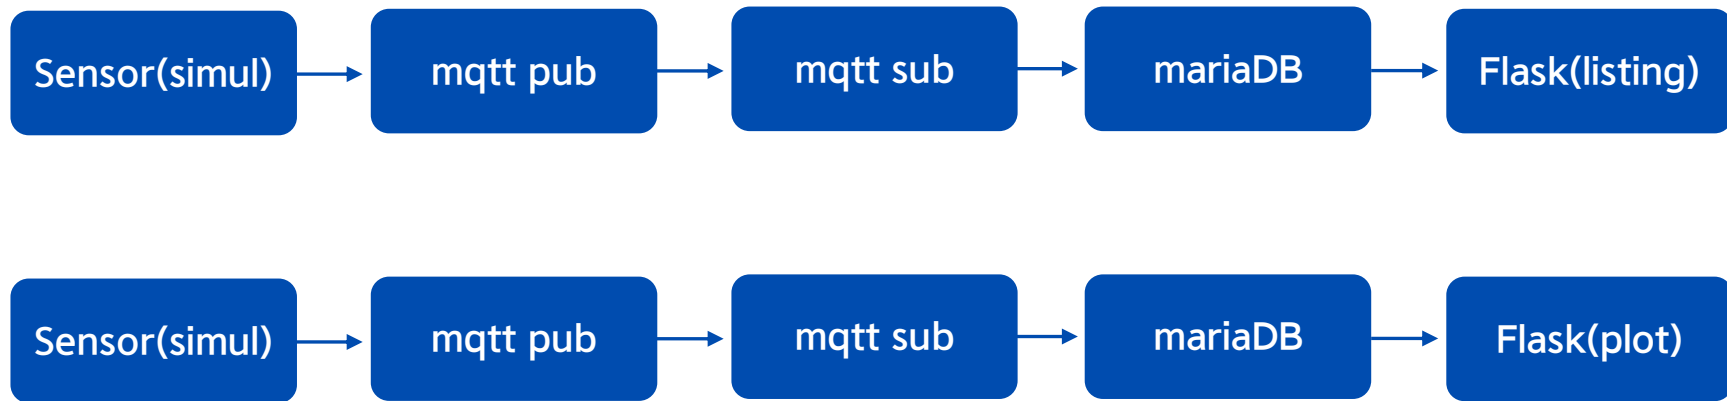 Sensor(simul)
mqtt pub
mqtt sub
mariaDB
Flask(listing)
Sensor(simul)
mqtt pub
mqtt sub
mariaDB
Flask(plot)